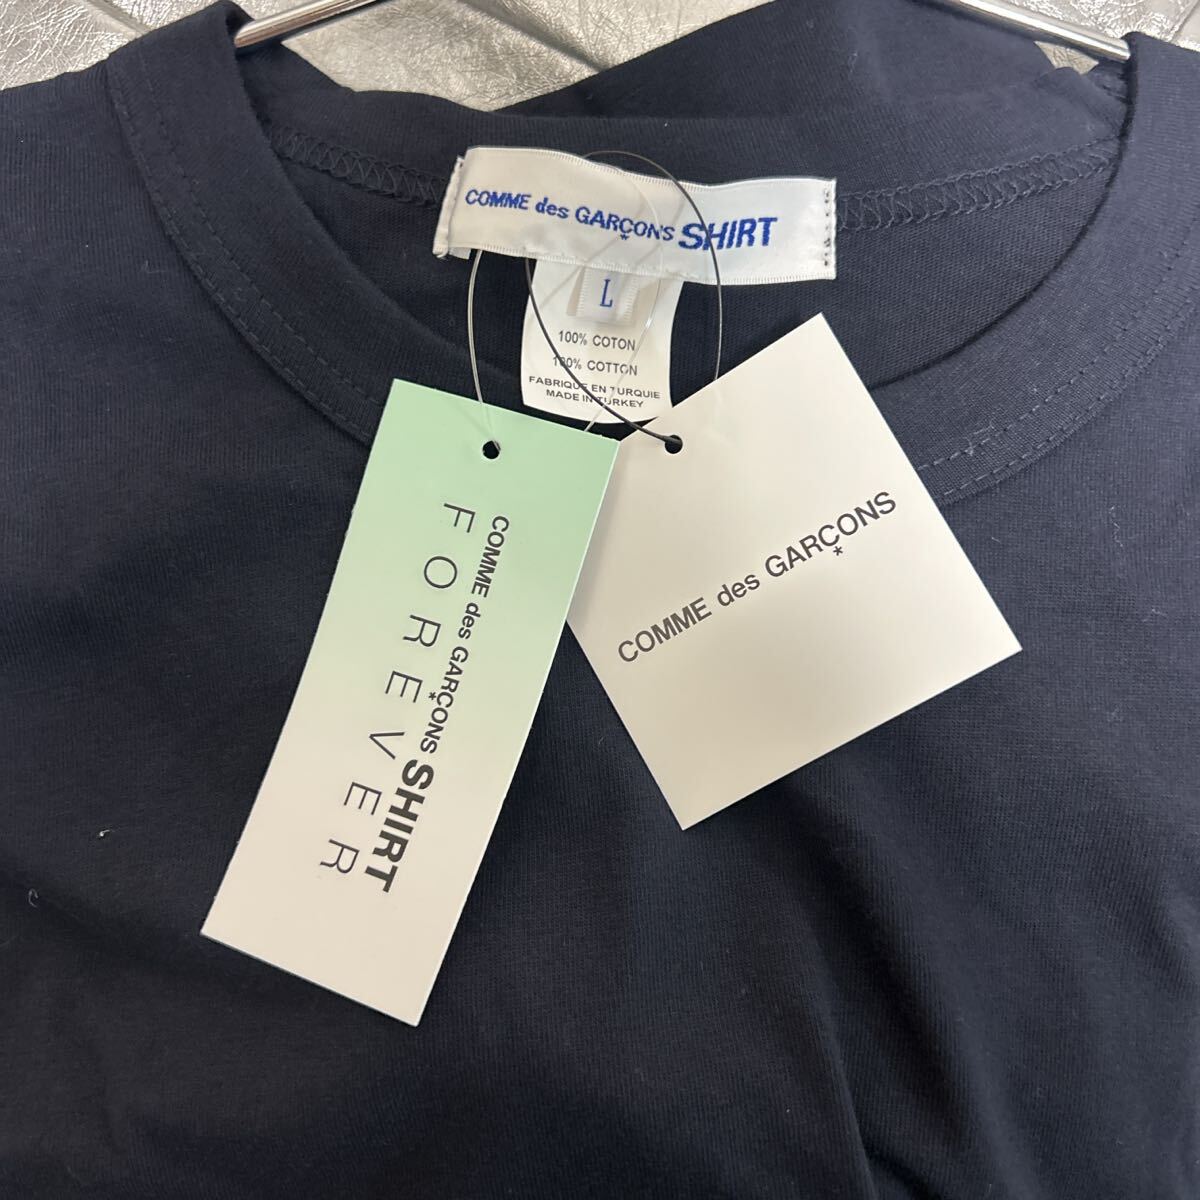 COMME des GARÇONS SHIRT
L
100% COTON
100% COTTON
FABRIQUE EN TURQUIE
MADE IN TURKEY
COMME des GARÇONS SHIRT
FOREVER
COMME des GARÇONS
*